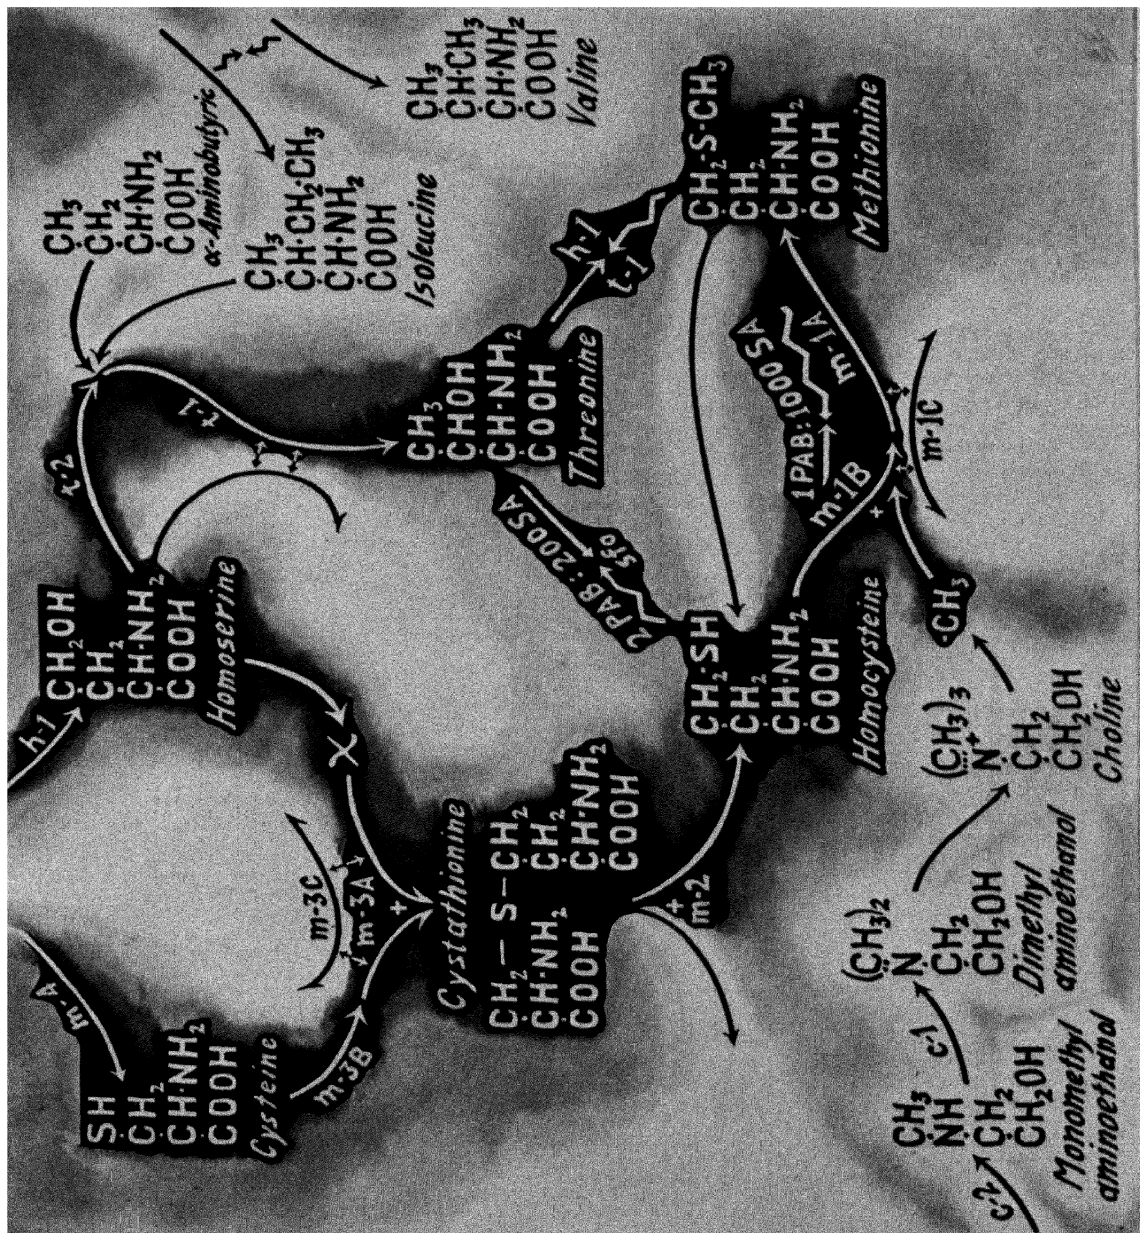 m-4
SH
CH₂
CH·NH₂
COOH
Cysteine
h-1
CH₂OH
CH₂
CH·NH₂
COOH
Homoserine
t-2
CH₃
CH₂
CH·NH₂
COOH
α-Aminobutyric
CH₃
CH·CH₂·CH₃
CH·NH₂
COOH
Isoleucine
CH₃
CH·CH₃
CH·NH₂
COOH
Valine
t-1
m-3B
m-3C
m-3A
+
X
Cystathionine
CH₂—S—CH₂
CH·NH₂ CH₂
COOH CH·NH₂
COOH
CH₃
CHOH
CH·NH₂
COOH
Threonine
2 PAB: 200SA
sfo
h-1
t-1
+
m-2
CH₂·SH
CH₂
CH·NH₂
COOH
Homocysteine
CH₂·S·CH₃
CH₂
CH·NH₂
COOH
Methionine
1 PAB: 1000 SA
m-1B
m-1A
+
m-1C
·CH₃
c-2
CH₃
NH
CH₂
CH₂OH
Monomethyl
aminoethanol
c-1
(CH₃)₂
N
CH₂
CH₂OH
Dimethyl
aminoethanol
(CH₃)₃
N⁺
CH₂
CH₂OH
Choline